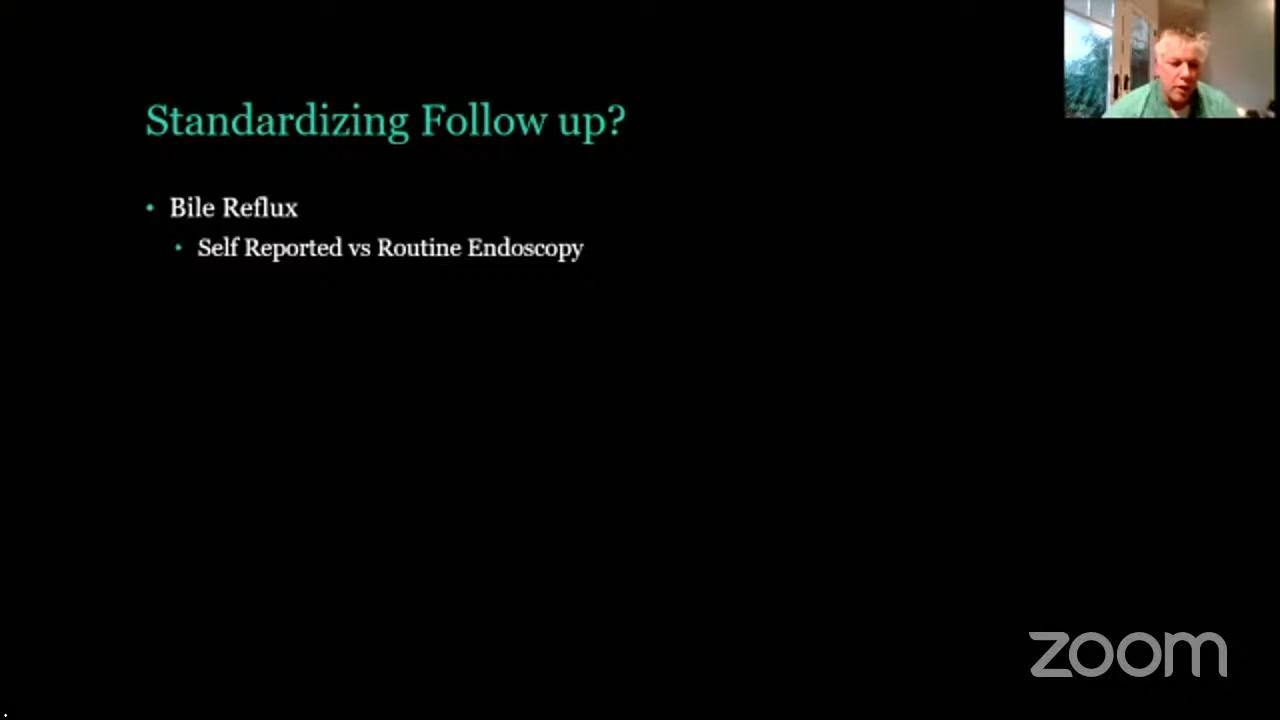 Standardizing Follow up?
• Bile Reflux
• Self Reported vs Routine Endoscopy
zoom